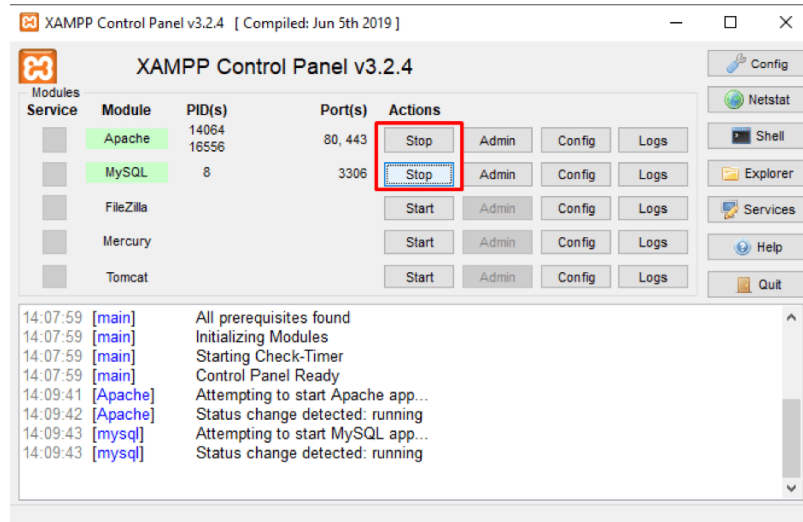 XAMPP Control Panel v3.2.4 [ Compiled: Jun 5th 2019 ]
XAMPP Control Panel v3.2.4
Config
Modules
Netstat
Service Module PID(s) Port(s) Actions
Apache 14064 16556 80, 443 Stop Admin Config Logs
Shell
MySQL 8 3306 Stop Admin Config Logs
Explorer
FileZilla Start Admin Config Logs
Services
Mercury Start Admin Config Logs
Help
Tomcat Start Admin Config Logs
Quit
14:07:59 [main] All prerequisites found
14:07:59 [main] Initializing Modules
14:07:59 [main] Starting Check-Timer
14:07:59 [main] Control Panel Ready
14:09:41 [Apache] Attempting to start Apache app...
14:09:42 [Apache] Status change detected: running
14:09:43 [mysql] Attempting to start MySQL app...
14:09:43 [mysql] Status change detected: running